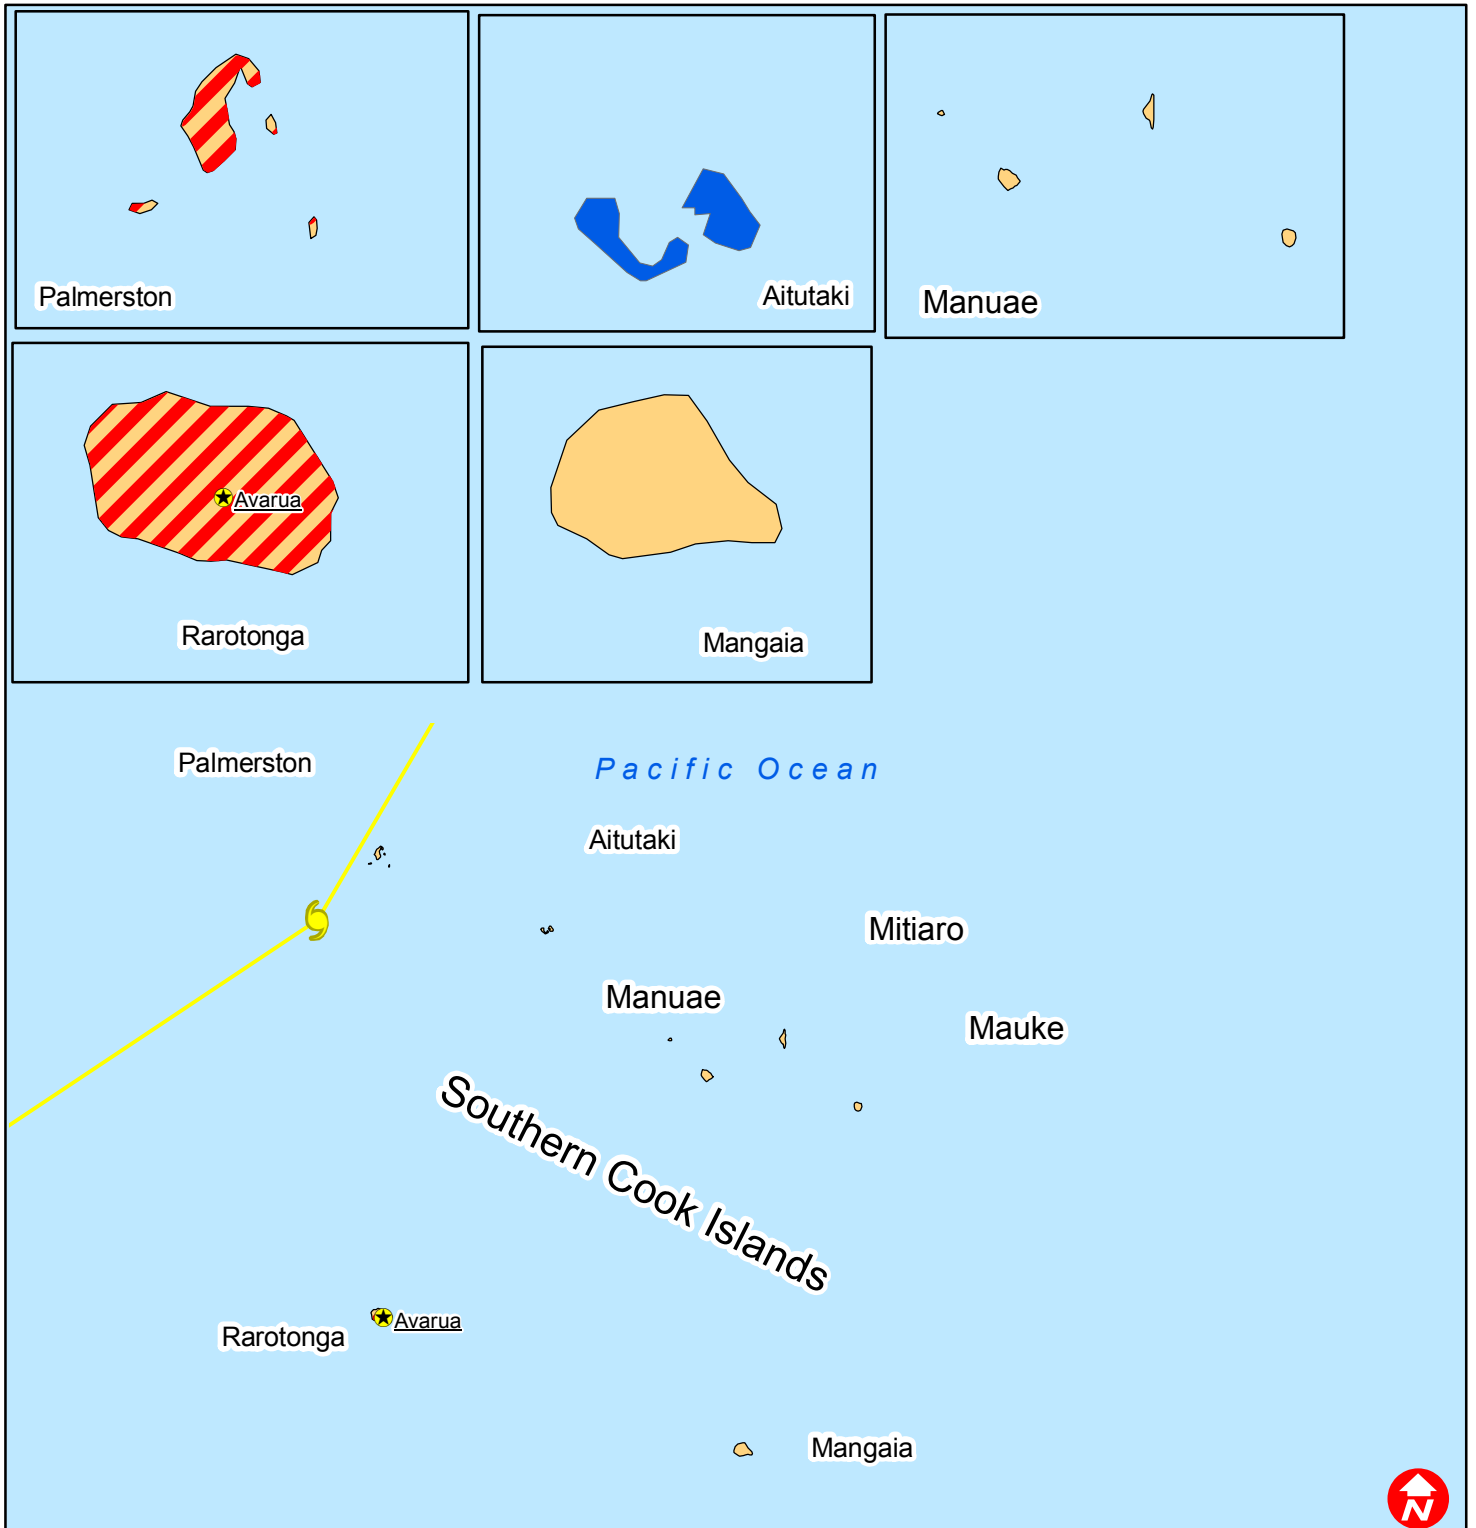 Palmerston
Aitutaki
Manuae
Avarua
Rarotonga
Mangaia
Palmerston
Pacific Ocean
Aitutaki
Mitiaro
Manuae
Mauke
Southern Cook Islands
Avarua
Rarotonga
Mangaia
N